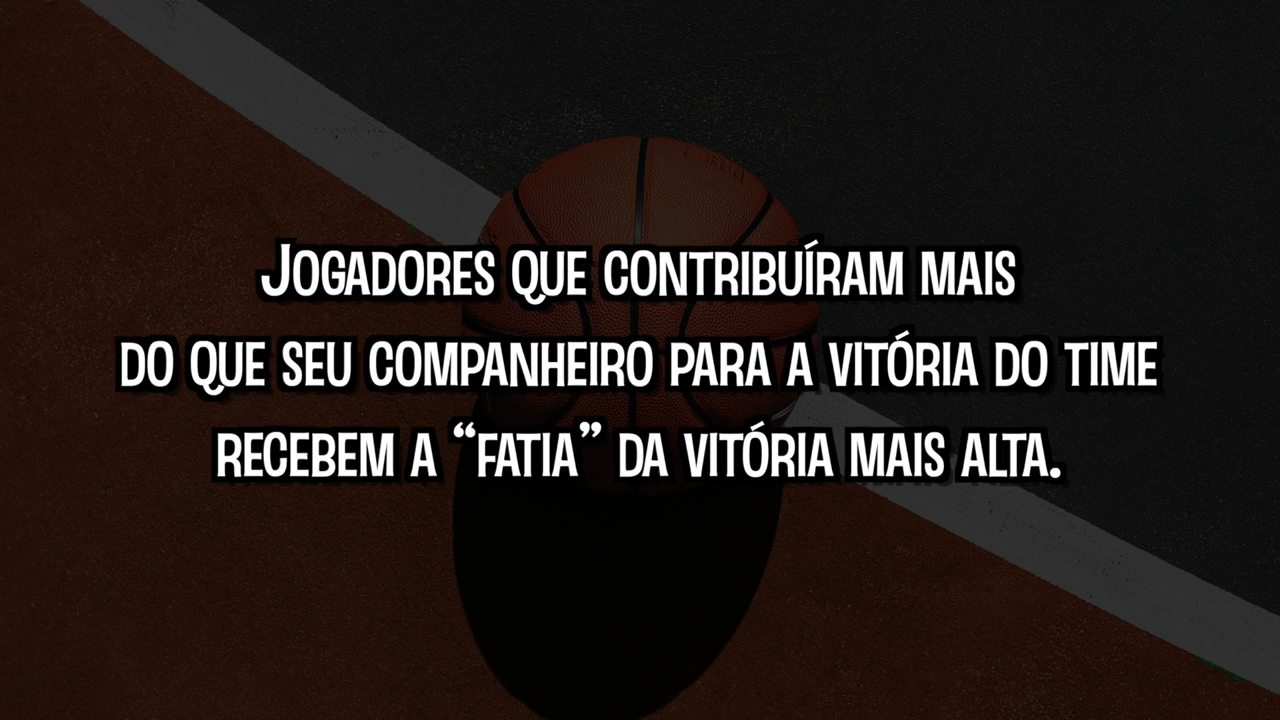 Jogadores que contribuíram mais
do que seu companheiro para a vitória do time
recebem a “fatia” da vitória mais alta.